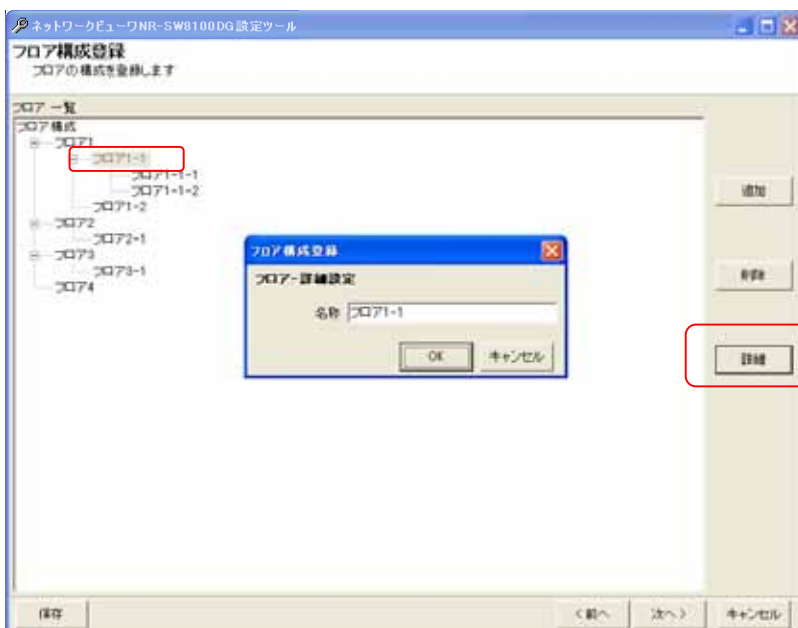 ネットワークビューワNR-SW8100DG設定ツール
フロア構成登録
フロアの構成を登録します
フロア 一覧
フロア構成
フロア1
フロア1-1
フロア1-1-1
フロア1-1-2
フロア1-2
フロア2
フロア2-1
フロア3
フロア3-1
フロア4
追加
削除
詳細
フロア構成登録
フロア-詳細設定
名称 フロア1-1
OK キャンセル
保存 <前へ 次へ> キャンセル